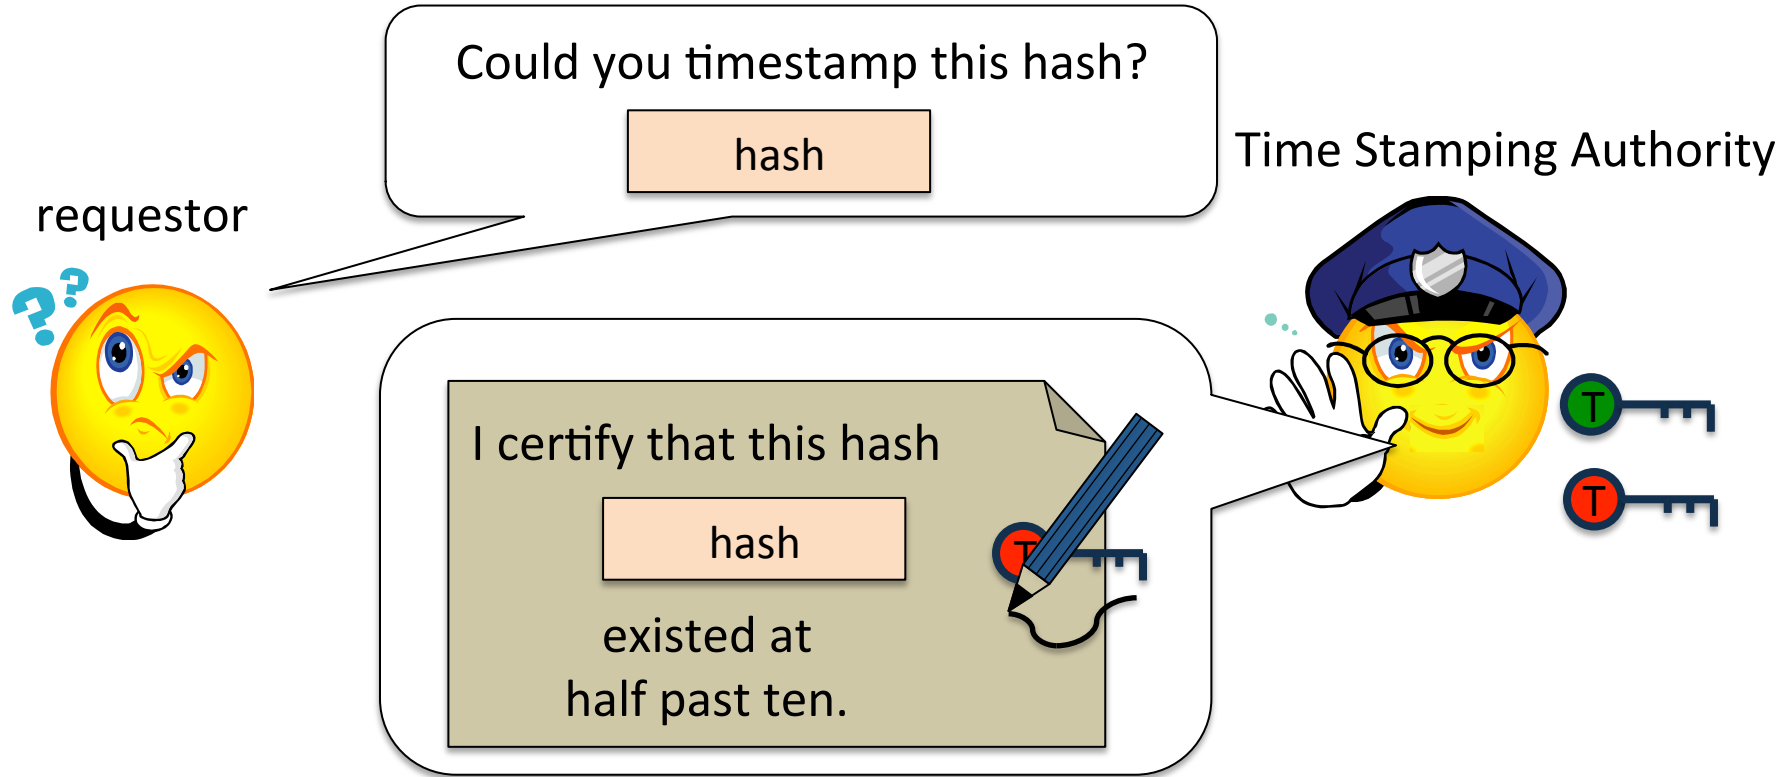 Could you timestamp this hash?
hash
Time Stamping Authority
requestor
??
I certify that this hash
hash
T
existed at
half past ten.
T
T